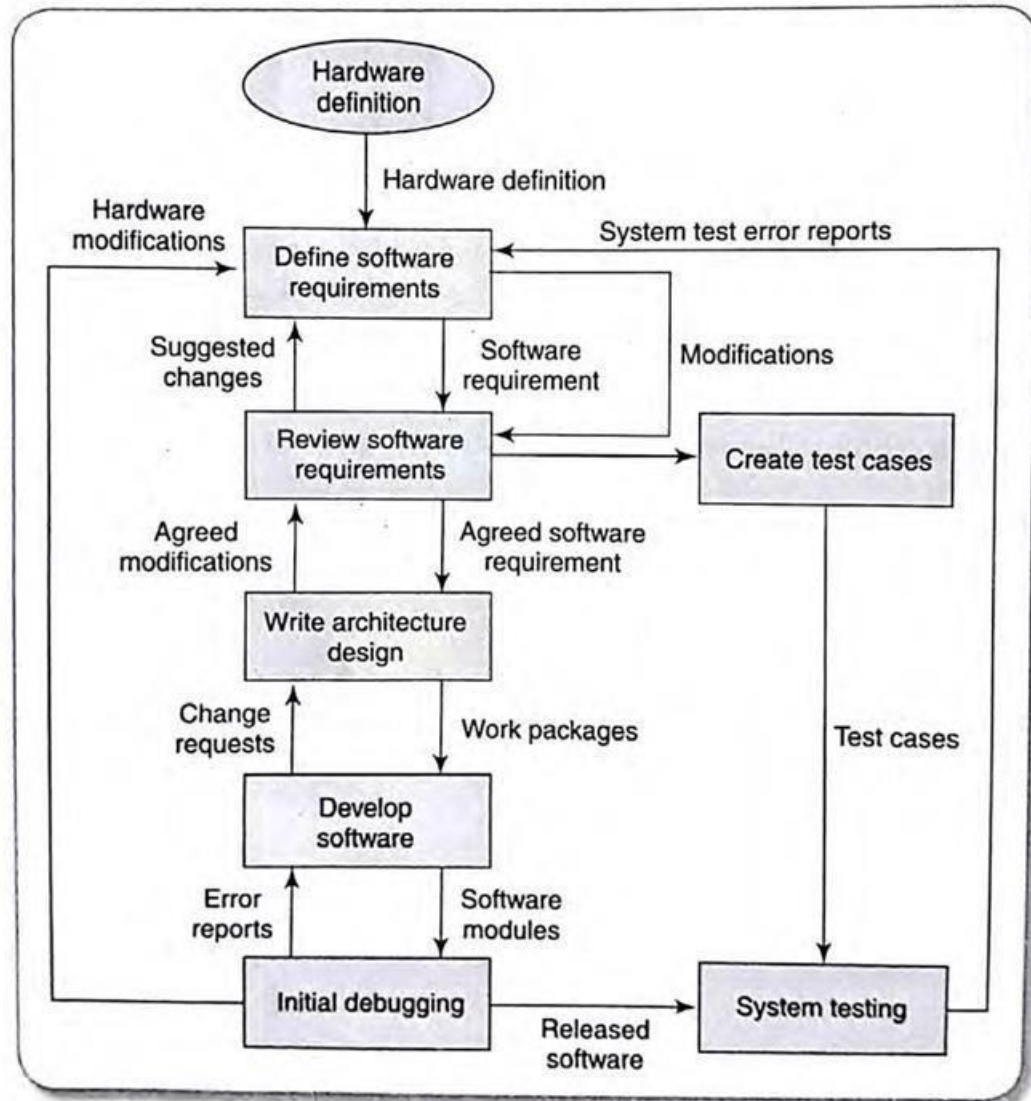 Hardware
definition
Hardware definition
Hardware
modifications
System test error reports
Define software
requirements
Suggested
changes
Software
requirement
Modifications
Review software
requirements
Create test cases
Agreed
modifications
Agreed software
requirement
Write architecture
design
Change
requests
Work packages
Test cases
Develop
software
Error
reports
Software
modules
Initial debugging
System testing
Released
software